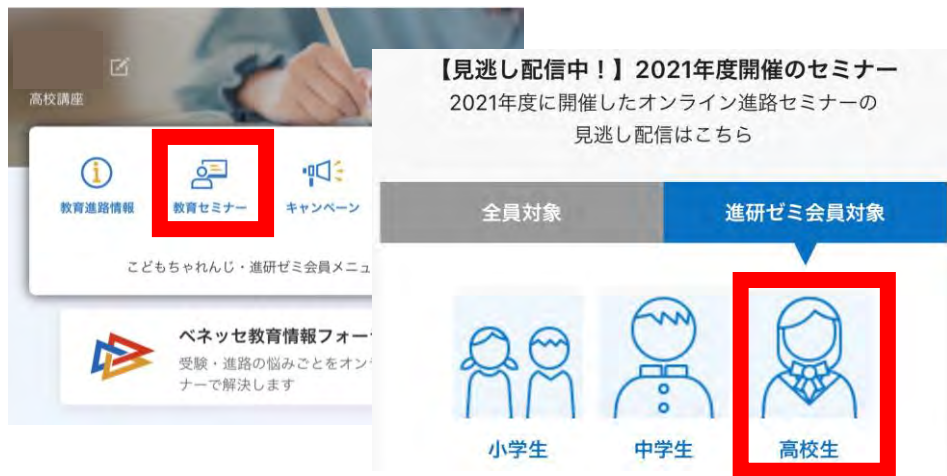 高校講座
教育進路情報
教育セミナー
キャンペーン
こどもちゃれんじ・進研ゼミ会員メニュ
ベネッセ教育情報フォー
受験・進路の悩みごとをオン
ナーで解決します
【見逃し配信中！】2021年度開催のセミナー
2021年度に開催したオンライン進路セミナーの
見逃し配信はこちら
全員対象
進研ゼミ会員対象
小学生
中学生
高校生